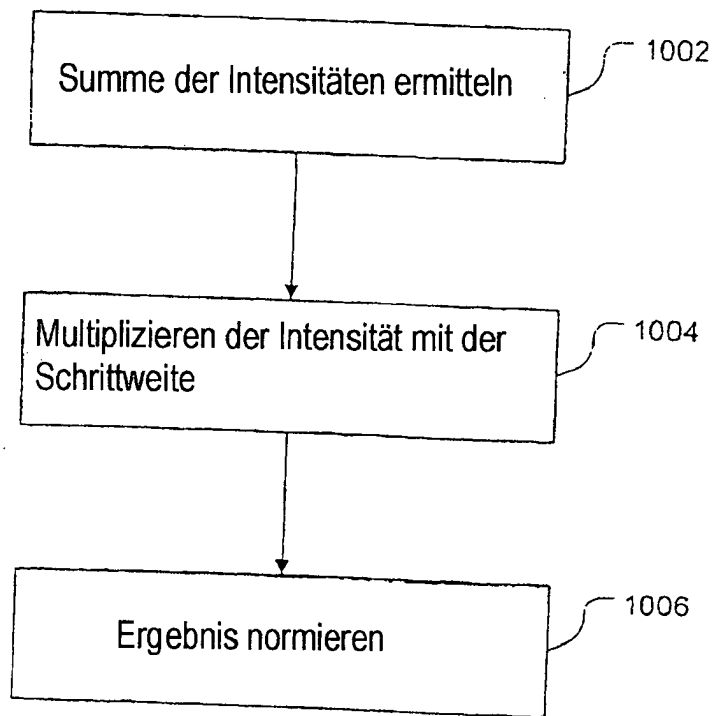 Summe der Intensitäten ermitteln
1002
Multiplizieren der Intensität mit der
Schrittweite
1004
Ergebnis normieren
1006